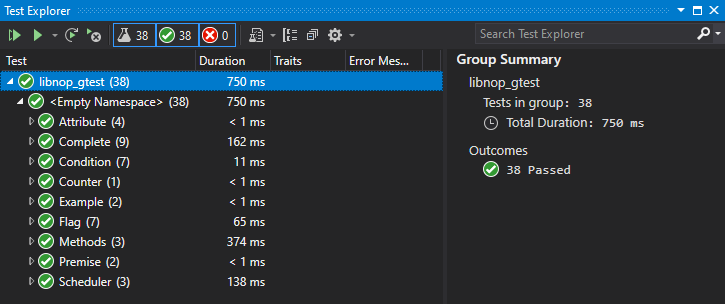 Test Explorer
38 38 0
Search Test Explorer
Test Duration Traits Error Mes...
libnop_gtest (38) 750 ms
<Empty Namespace> (38) 750 ms
Attribute (4) < 1 ms
Complete (9) 162 ms
Condition (7) 11 ms
Counter (1) < 1 ms
Example (2) < 1 ms
Flag (7) 65 ms
Methods (3) 374 ms
Premise (2) < 1 ms
Scheduler (3) 138 ms
Group Summary
libnop_gtest
Tests in group: 38
Total Duration: 750 ms
Outcomes
38 Passed